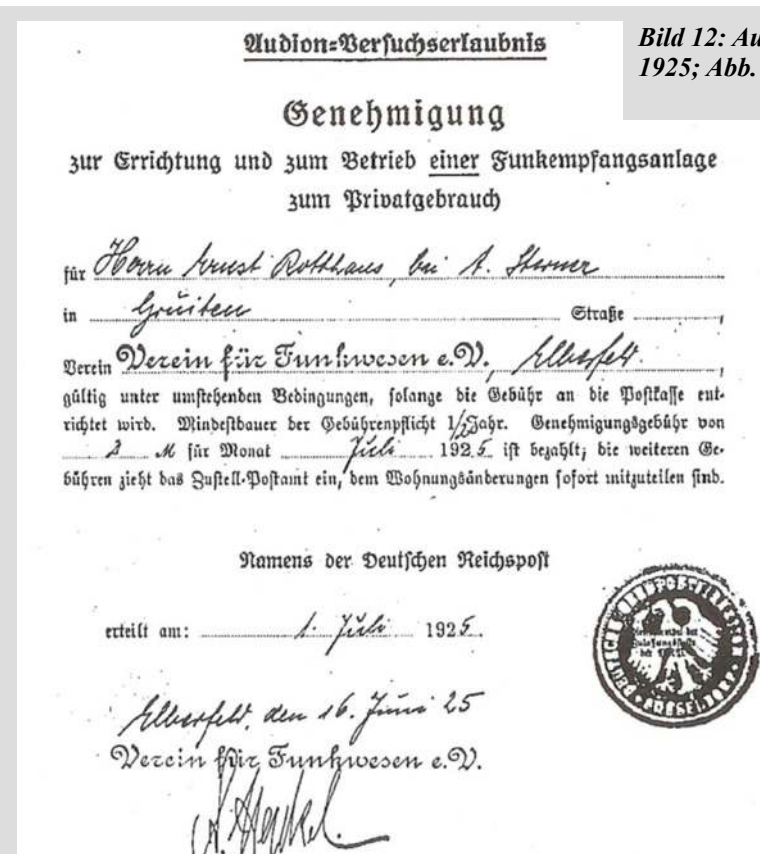 Audion-Versuchserlaubnis
Bild 12: Au
1925; Abb.
Genehmigung
zur Errichtung und zum Betrieb einer Funkempfangsanlage
zum Privatgebrauch
für Herrn Ernst Rotthaus, bei A. Sterner
in Gruiten Straße ,
Verein Verein für Funkwesen e.V., Elberfeld. ,
gültig unter umstehenden Bedingungen, solange die Gebühr an die Postkasse ent-
richtet wird. Mindestdauer der Gebührenpflicht 1/2 Jahr. Genehmigungsgebühr von
2 M für Monat Juli 1925 ist bezahlt; die weiteren Ge-
bühren zieht das Zustell-Postamt ein, dem Wohnungsänderungen sofort mitzuteilen sind.
Namens der Deutschen Reichspost
erteilt am: 1. Juli 1925.
Elberfeld, den 16. Juni 25
Verein für Funkwesen e.V.